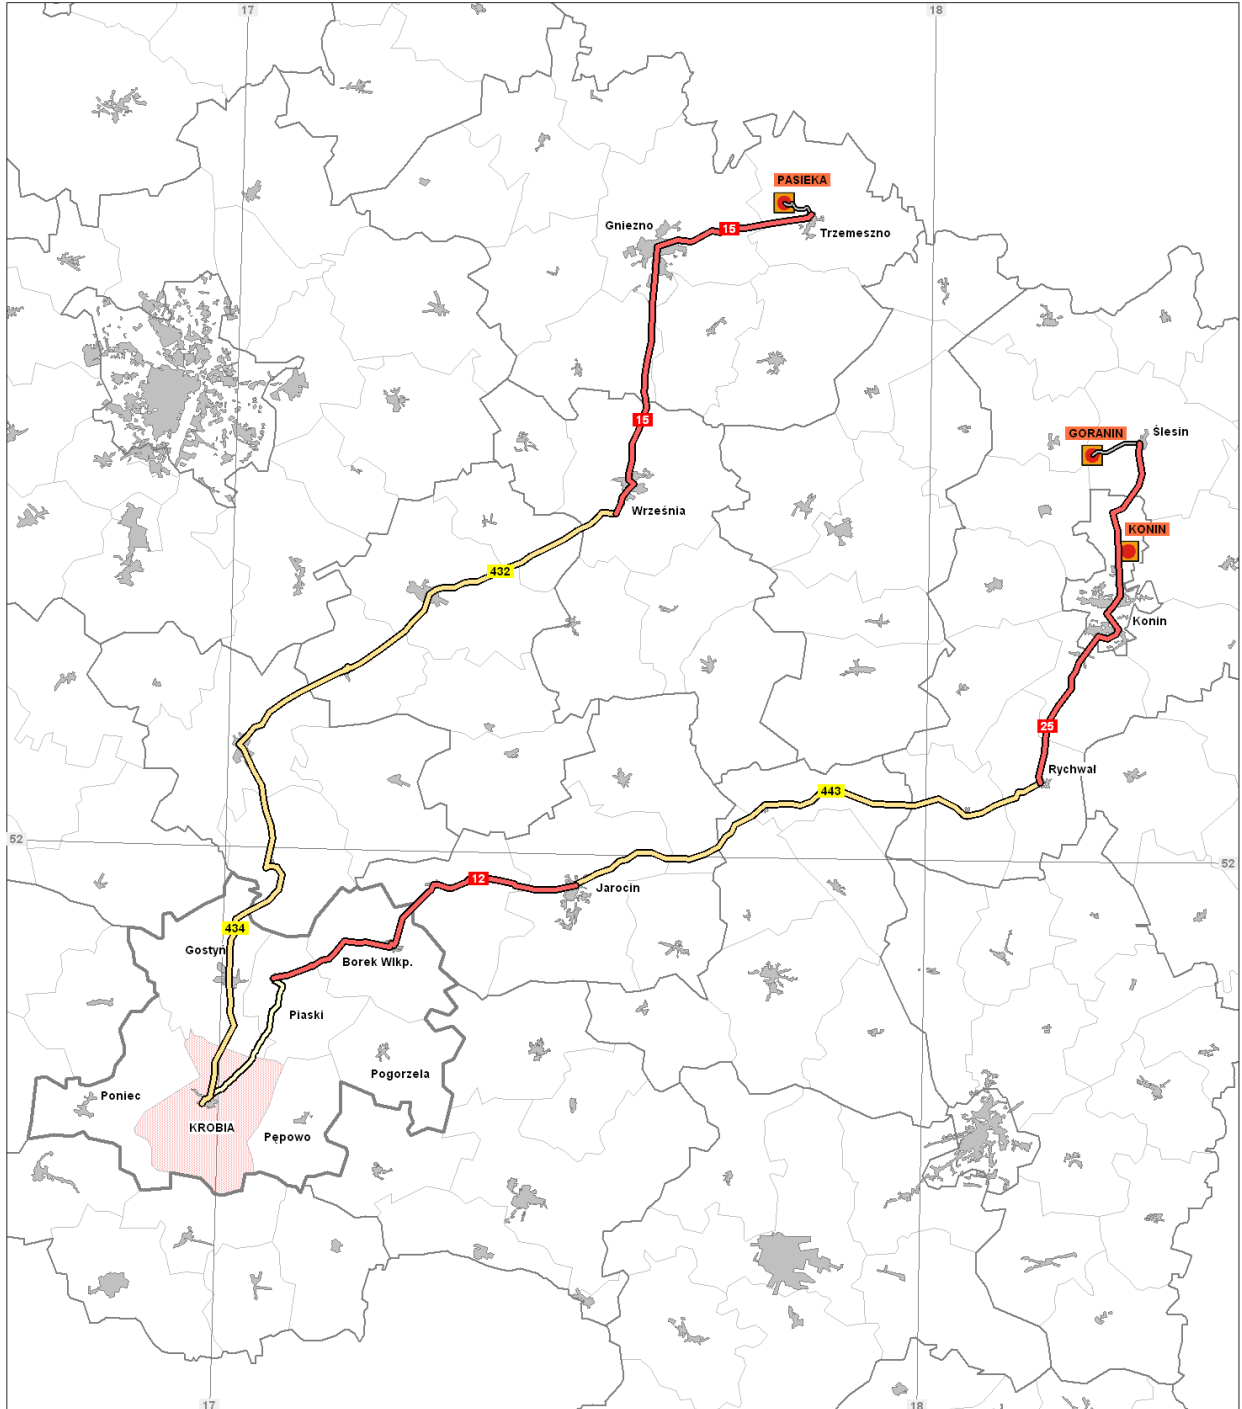 17
18
PASIEKA
Gniezno
15
Trzemeszno
15
GORANIN
Ślesin
Września
KONIN
432
Konin
25
Rychwał
443
52
52
12
Jarocin
434
Gostyń
Borek Wlkp.
Piaski
Pogorzela
Poniec
KROBIA
Pępowo
17
18